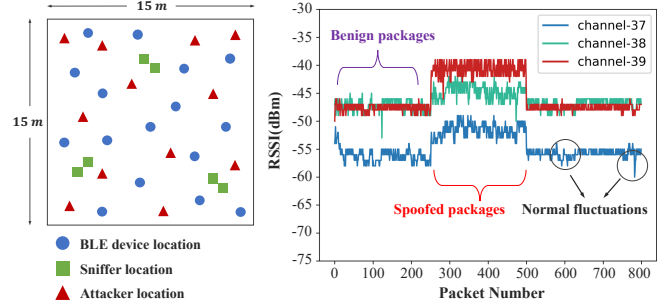 15 m
15 m
BLE device location
Sniffer location
Attacker location
RSSI(dBm)
-30
-35
-40
-45
-50
-55
-60
-65
-70
-75
Benign packages
channel-37
channel-38
channel-39
Spoofed packages
Normal fluctuations
0 100 200 300 400 500 600 700 800
Packet Number